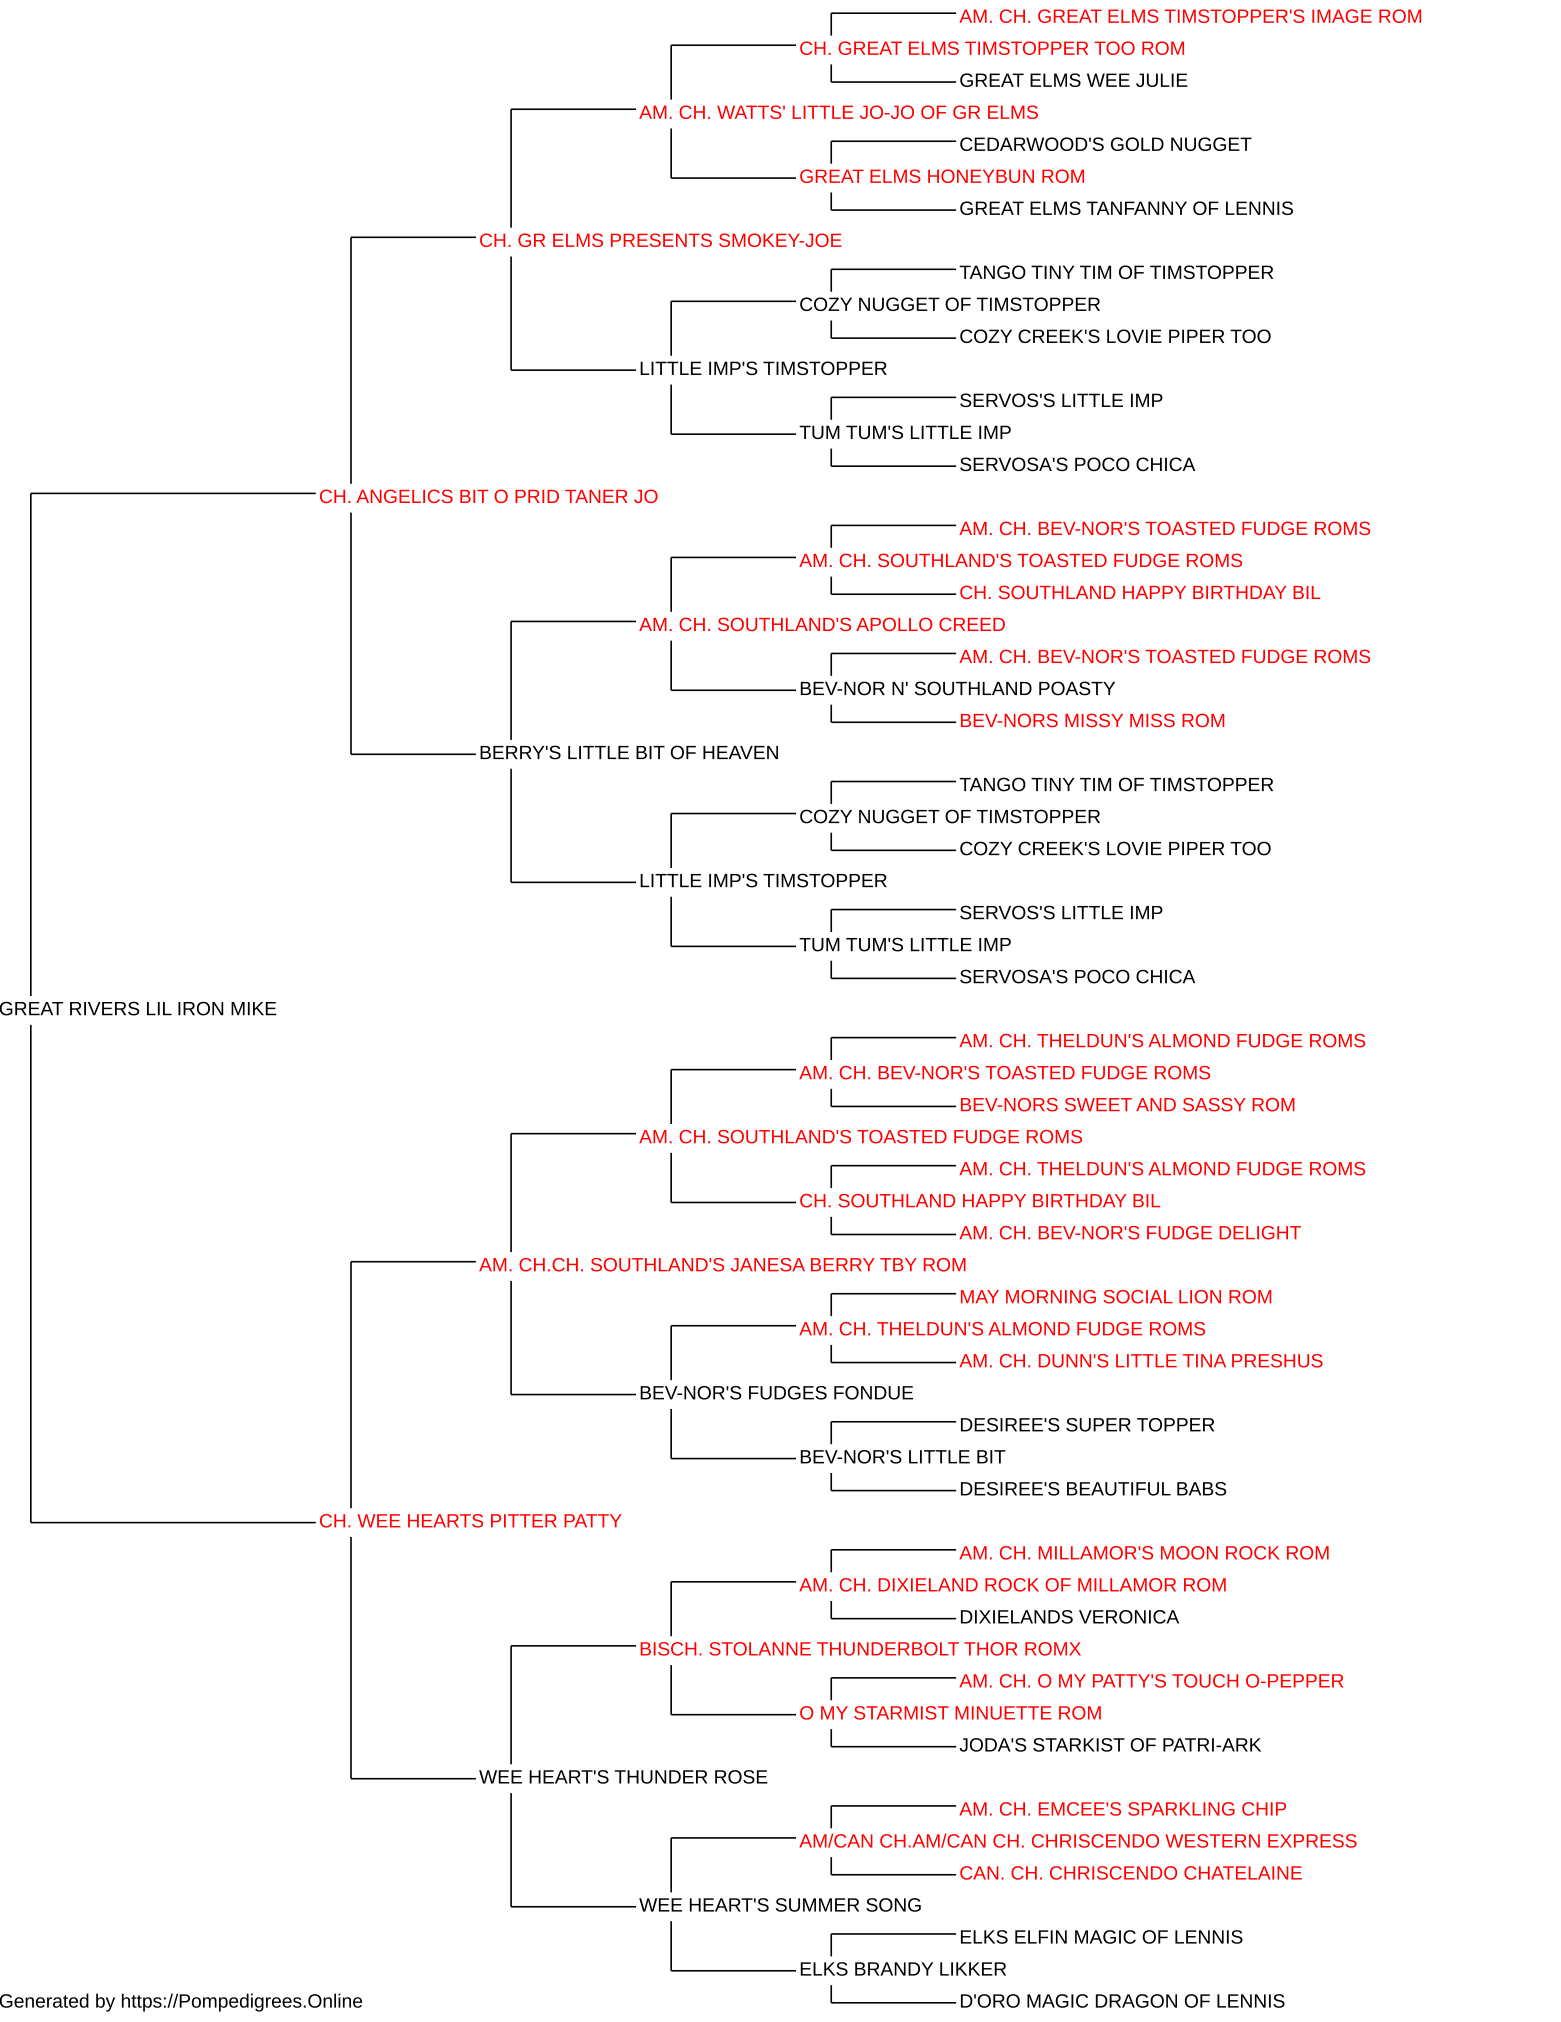 AM. CH. GREAT ELMS TIMSTOPPER'S IMAGE ROM
CH. GREAT ELMS TIMSTOPPER TOO ROM
GREAT ELMS WEE JULIE
AM. CH. WATTS' LITTLE JO-JO OF GR ELMS
CEDARWOOD'S GOLD NUGGET
GREAT ELMS HONEYBUN ROM
GREAT ELMS TANFANNY OF LENNIS
CH. GR ELMS PRESENTS SMOKEY-JOE
TANGO TINY TIM OF TIMSTOPPER
COZY NUGGET OF TIMSTOPPER
COZY CREEK'S LOVIE PIPER TOO
LITTLE IMP'S TIMSTOPPER
SERVOS'S LITTLE IMP
TUM TUM'S LITTLE IMP
SERVOSA'S POCO CHICA
CH. ANGELICS BIT O PRID TANER JO
AM. CH. BEV-NOR'S TOASTED FUDGE ROMS
AM. CH. SOUTHLAND'S TOASTED FUDGE ROMS
CH. SOUTHLAND HAPPY BIRTHDAY BIL
AM. CH. SOUTHLAND'S APOLLO CREED
AM. CH. BEV-NOR'S TOASTED FUDGE ROMS
BEV-NOR N' SOUTHLAND POASTY
BEV-NORS MISSY MISS ROM
BERRY'S LITTLE BIT OF HEAVEN
TANGO TINY TIM OF TIMSTOPPER
COZY NUGGET OF TIMSTOPPER
COZY CREEK'S LOVIE PIPER TOO
LITTLE IMP'S TIMSTOPPER
SERVOS'S LITTLE IMP
TUM TUM'S LITTLE IMP
SERVOSA'S POCO CHICA
GREAT RIVERS LIL IRON MIKE
AM. CH. THELDUN'S ALMOND FUDGE ROMS
AM. CH. BEV-NOR'S TOASTED FUDGE ROMS
BEV-NORS SWEET AND SASSY ROM
AM. CH. SOUTHLAND'S TOASTED FUDGE ROMS
AM. CH. THELDUN'S ALMOND FUDGE ROMS
CH. SOUTHLAND HAPPY BIRTHDAY BIL
AM. CH. BEV-NOR'S FUDGE DELIGHT
AM. CH.CH. SOUTHLAND'S JANESA BERRY TBY ROM
MAY MORNING SOCIAL LION ROM
AM. CH. THELDUN'S ALMOND FUDGE ROMS
AM. CH. DUNN'S LITTLE TINA PRESHUS
BEV-NOR'S FUDGES FONDUE
DESIREE'S SUPER TOPPER
BEV-NOR'S LITTLE BIT
DESIREE'S BEAUTIFUL BABS
CH. WEE HEARTS PITTER PATTY
AM. CH. MILLAMOR'S MOON ROCK ROM
AM. CH. DIXIELAND ROCK OF MILLAMOR ROM
DIXIELANDS VERONICA
BISCH. STOLANNE THUNDERBOLT THOR ROMX
AM. CH. O MY PATTY'S TOUCH O-PEPPER
O MY STARMIST MINUETTE ROM
JODA'S STARKIST OF PATRI-ARK
WEE HEART'S THUNDER ROSE
AM. CH. EMCEE'S SPARKLING CHIP
AM/CAN CH.AM/CAN CH. CHRISCENDO WESTERN EXPRESS
CAN. CH. CHRISCENDO CHATELAINE
WEE HEART'S SUMMER SONG
ELKS ELFIN MAGIC OF LENNIS
ELKS BRANDY LIKKER
D'ORO MAGIC DRAGON OF LENNIS
Generated by https://Pompedigrees.Online